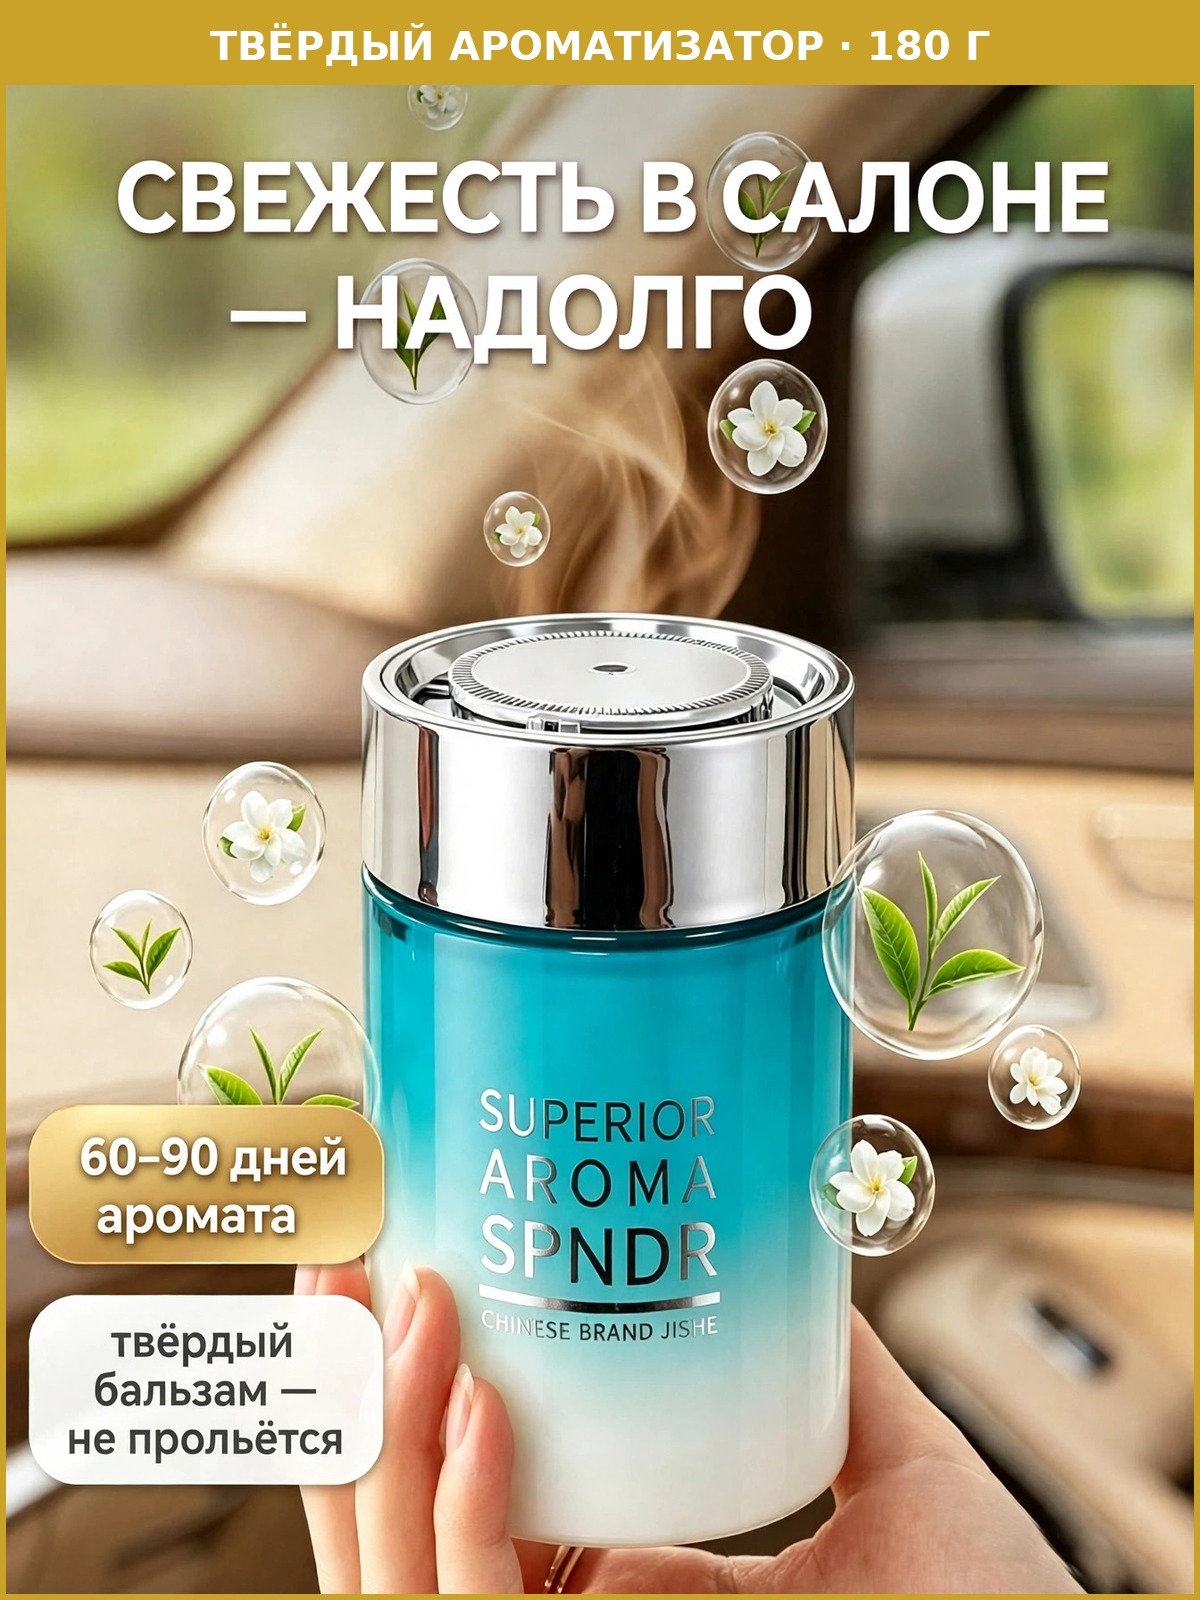 ТВЁРДЫЙ АРОМАТИЗАТОР · 180 Г
СВЕЖЕСТЬ В САЛОНЕ
— НАДОЛГО
60–90 дней
аромата
твёрдый
бальзам —
не прольётся
SUPERIOR
AROMA
SPNDR
CHINESE BRAND JISHE